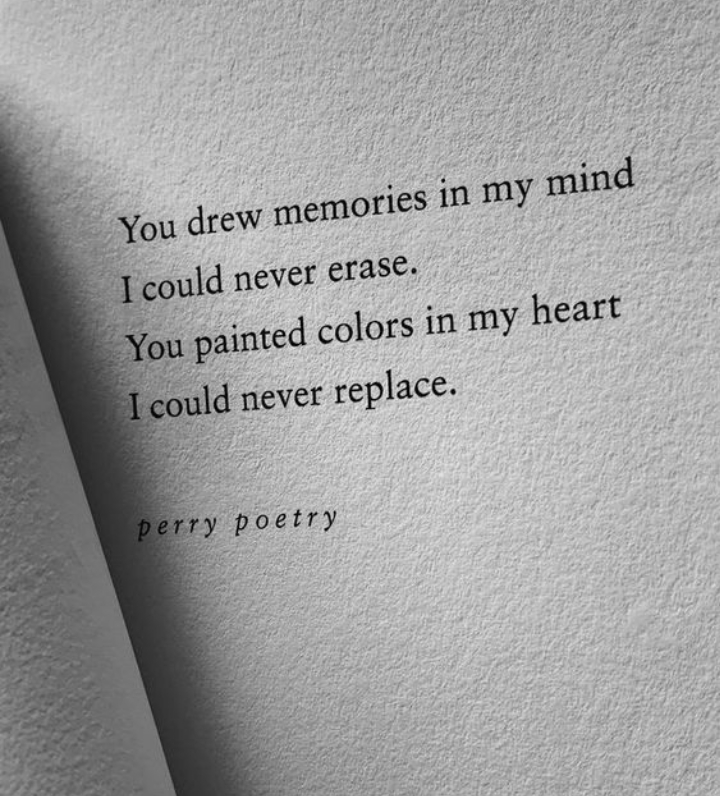 You drew memories in my mind
I could never erase.
You painted colors in my heart
I could never replace.
perry poetry